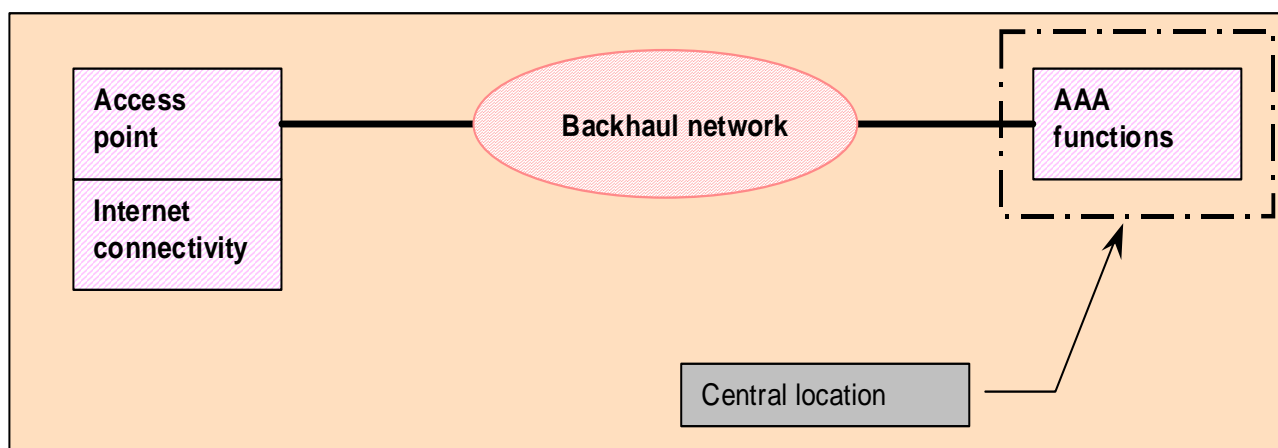 Access
point
Internet
connectivity
Backhaul network
AAA
functions
Central location